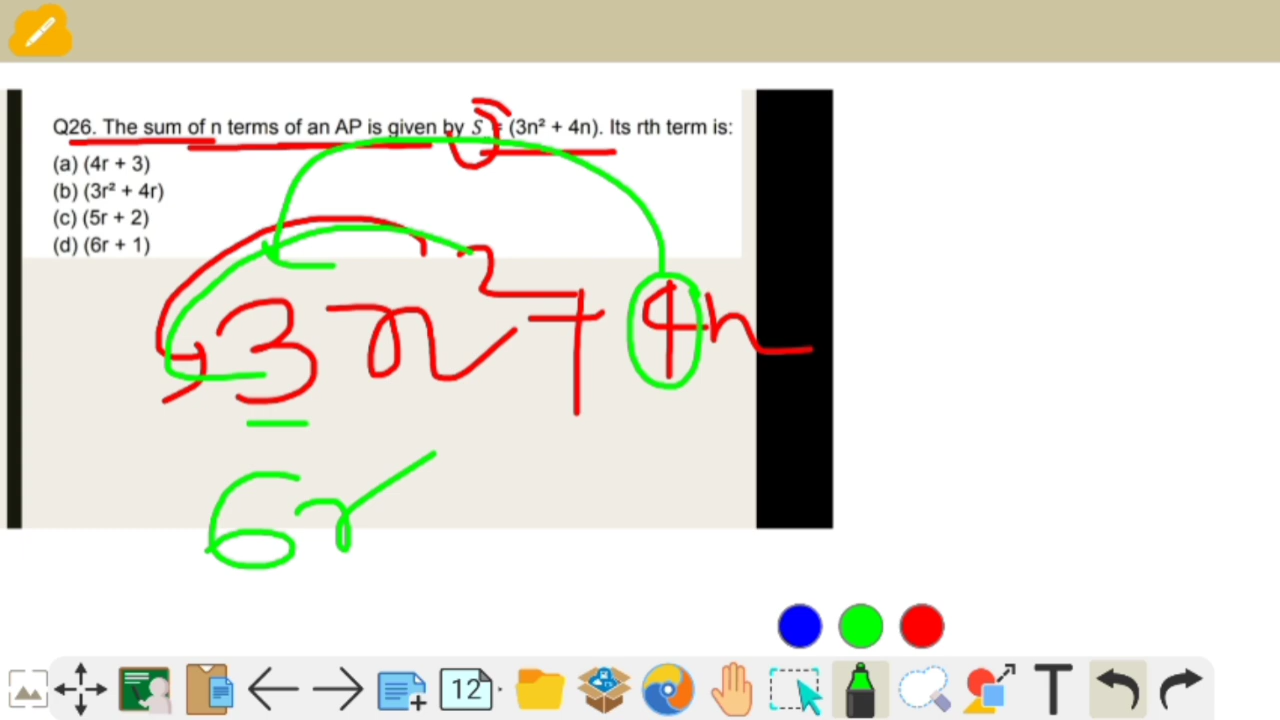 Q26. The sum of n terms of an AP is given by S = (3n² + 4n). Its rth term is:
(a) (4r + 3)
(b) (3r² + 4r)
(c) (5r + 2)
(d) (6r + 1)
3n² + 4n
6r
12
T